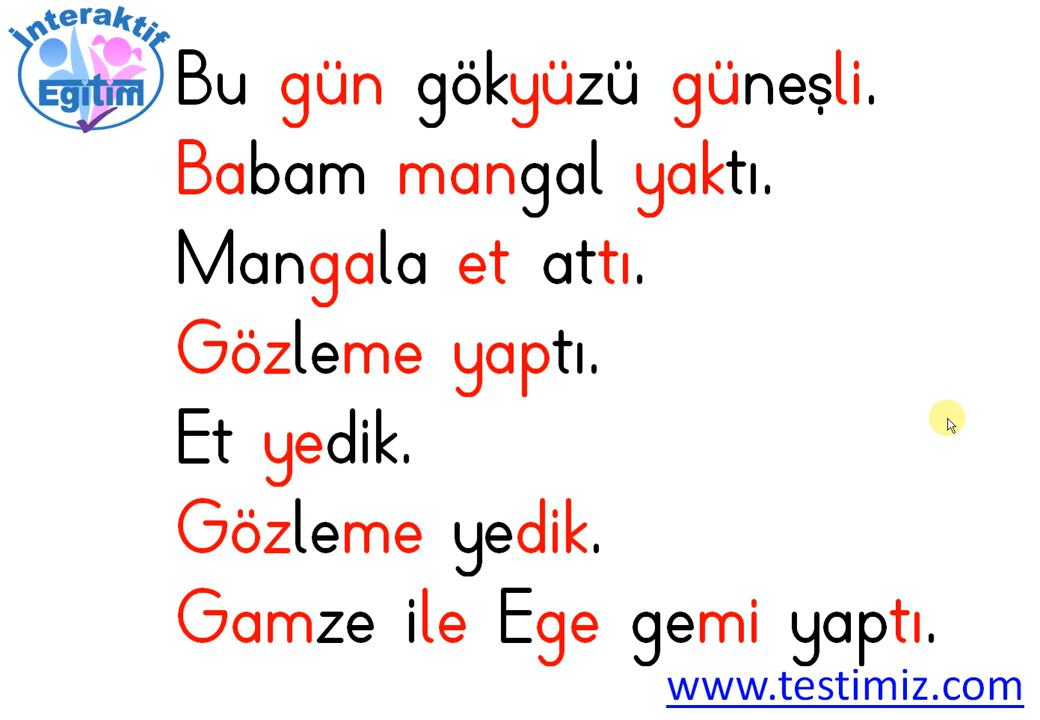 İnteraktif
Eğitim
Bu gün gökyüzü güneşli.
Babam mangal yaktı.
Mangala et attı.
Gözleme yaptı.
Et yedik.
Gözleme yedik.
Gamze ile Ege gemi yaptı.
www.testimiz.com